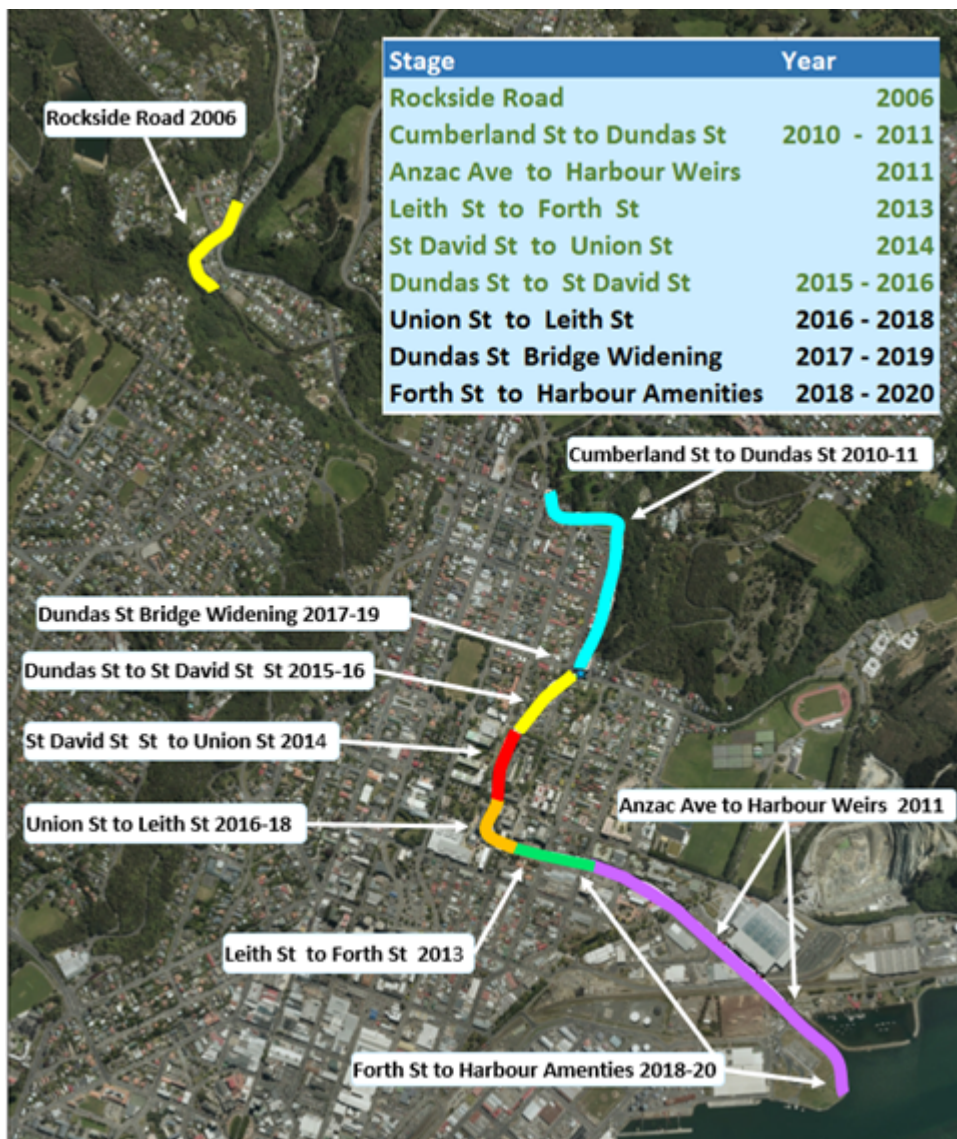 Stage Year
Rockside Road 2006
Cumberland St to Dundas St 2010 - 2011
Anzac Ave to Harbour Weirs 2011
Leith St to Forth St 2013
St David St to Union St 2014
Dundas St to St David St 2015 - 2016
Union St to Leith St 2016 - 2018
Dundas St Bridge Widening 2017 - 2019
Forth St to Harbour Amenities 2018 - 2020
Rockside Road 2006
Cumberland St to Dundas St 2010-11
Dundas St Bridge Widening 2017-19
Dundas St to St David St St 2015-16
St David St St to Union St 2014
Anzac Ave to Harbour Weirs 2011
Union St to Leith St 2016-18
Leith St to Forth St 2013
Forth St to Harbour Amenties 2018-20